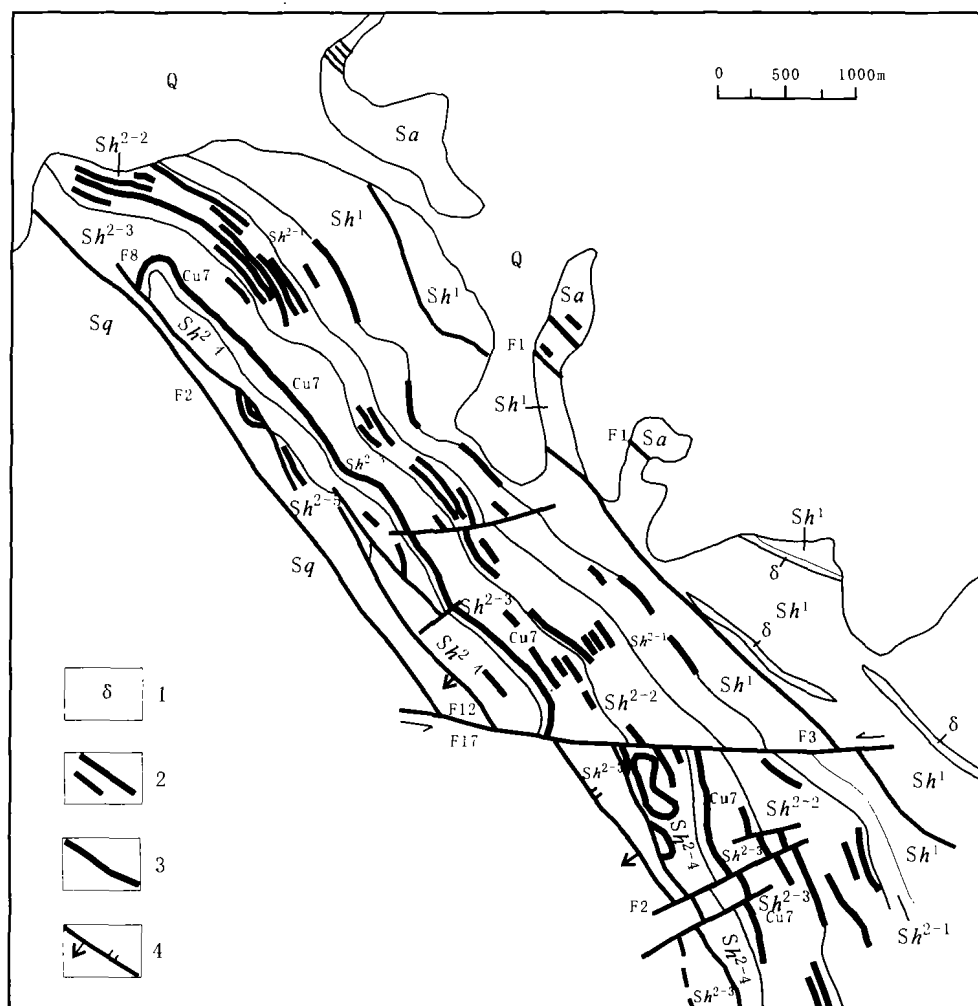 Q
Sa
0 500 1000m
Sh²⁻²
Sh¹
Sh²⁻³
Sh²⁻¹
Q
F8
Cu7
Sh¹
Sa
Sq
Sh²⁻⁴
F1
F2
Cu7
Sh¹
F1
Sa
Sh²⁻³
Sh²⁻⁵
Sh¹
δ
Sq
Sh²⁻³
Sh¹
Cu7
Sh²⁻¹
δ
Sh²⁻⁴
δ 1
Sh²⁻²
Sh¹
F12
F3
δ
F17
2
Sh²⁻³
Cu7
Sh²⁻²
Sh¹
Sh²⁻⁴
Sh²⁻³
3
Sh²⁻³
F2
Cu7
Sh²⁻¹
4
Sh²⁻⁴
Sh²⁻³